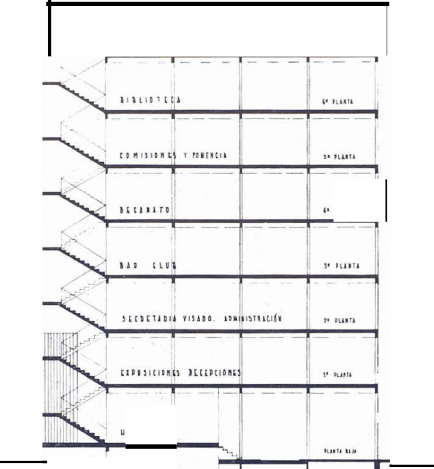 BIBLIOTECA 6ª PLANTA
COMISIONES Y PONENCIA 5ª PLANTA
DECANATO 4ª
BAR CLUB 3ª PLANTA
SECRETARIA VISADO. ADMINISTRACIÓN 2ª PLANTA
EXPOSICIONES RECEPCIONES 1ª PLANTA
PLANTA BAJA